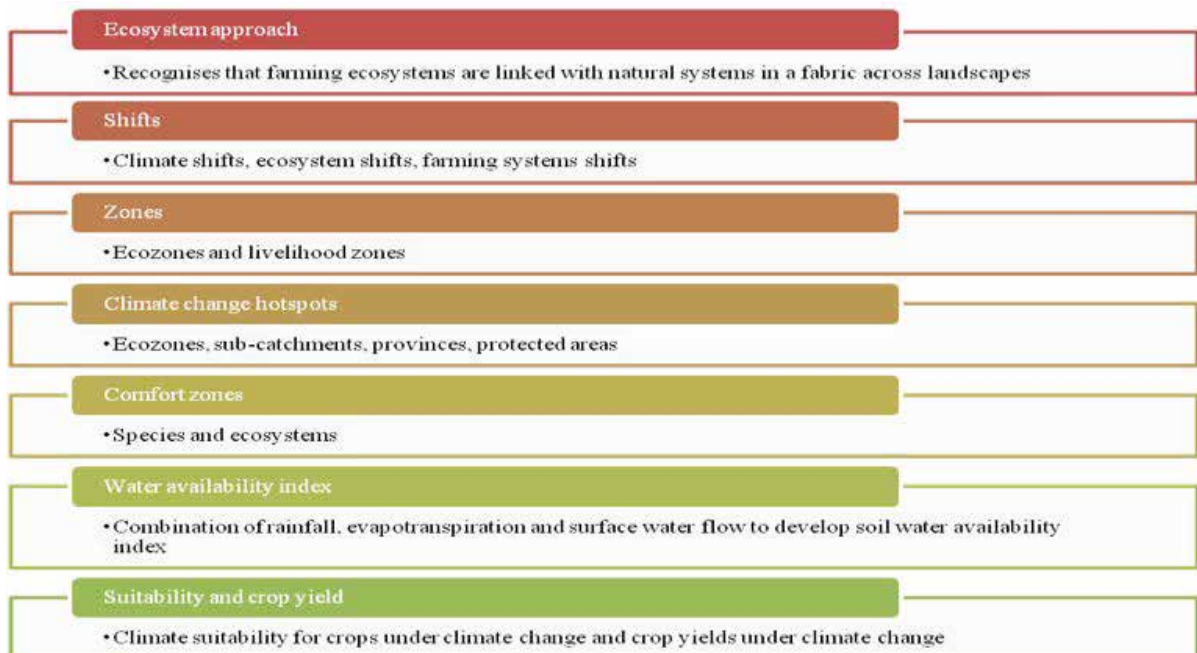 Ecosystem approach
•Recognises that farming ecosystems are linked with natural systems in a fabric across landscapes
Shifts
•Climate shifts, ecosystem shifts, farming systems shifts
Zones
•Ecozones and livelihood zones
Climate change hotspots
•Ecozones, sub-catchments, provinces, protected areas
Comfort zones
•Species and ecosystems
Water availability index
•Combination of rainfall, evapotranspiration and surface water flow to develop soil water availability
index
Suitability and crop yield
•Climate suitability for crops under climate change and crop yields under climate change